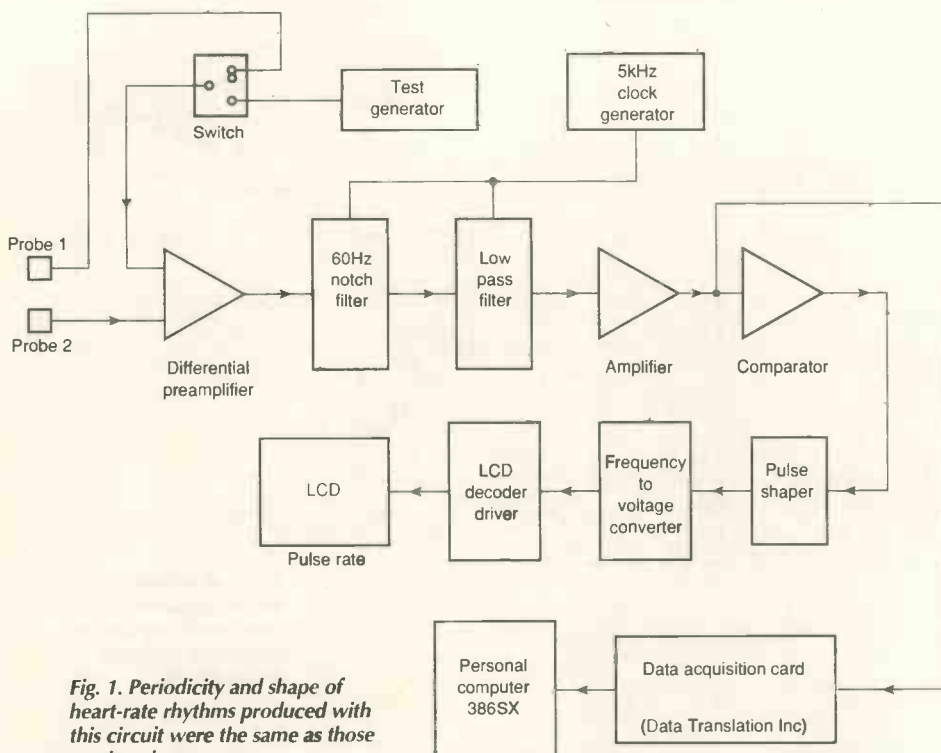 Test
generator
5kHz
clock
generator
Switch
Probe 1
Probe 2
Differential
preamplifier
60Hz
notch
filter
Low
pass
filter
Amplifier
Comparator
LCD
Pulse rate
LCD
decoder
driver
Frequency
to
voltage
converter
Pulse
shaper
Personal
computer
386SX
Data acquisition card
(Data Translation Inc)
Fig. 1. Periodicity and shape of
heart-rate rhythms produced with
this circuit were the same as those